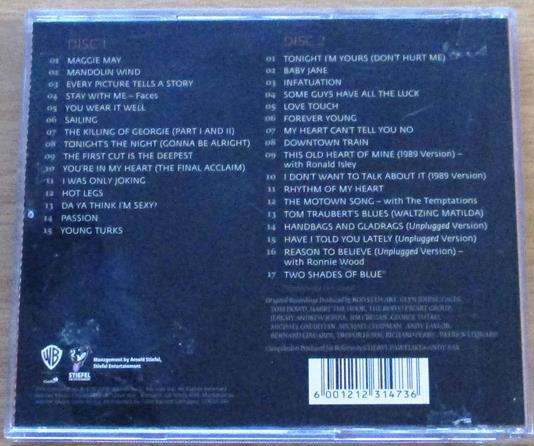 DISC 1
01 MAGGIE MAY
02 MANDOLIN WIND
03 EVERY PICTURE TELLS A STORY
04 STAY WITH ME – Faces
05 YOU WEAR IT WELL
06 SAILING
07 THE KILLING OF GEORGIE (PART I AND II)
08 TONIGHT'S THE NIGHT (GONNA BE ALRIGHT)
09 THE FIRST CUT IS THE DEEPEST
10 YOU'RE IN MY HEART (THE FINAL ACCLAIM)
11 I WAS ONLY JOKING
12 HOT LEGS
13 DA YA THINK I'M SEXY?
14 PASSION
15 YOUNG TURKS
DISC 2
01 TONIGHT I'M YOURS (DON'T HURT ME)
02 BABY JANE
03 INFATUATION
04 SOME GUYS HAVE ALL THE LUCK
05 LOVE TOUCH
06 FOREVER YOUNG
07 MY HEART CAN'T TELL YOU NO
08 DOWNTOWN TRAIN
09 THIS OLD HEART OF MINE (1989 Version) –
with Ronald Isley
10 I DON'T WANT TO TALK ABOUT IT (1989 Version)
11 RHYTHM OF MY HEART
12 THE MOTOWN SONG – with The Temptations
13 TOM TRAUBERT'S BLUES (WALTZING MATILDA)
14 HANDBAGS AND GLADRAGS (Unplugged Version)
15 HAVE I TOLD YOU LATELY (Unplugged Version)
16 REASON TO BELIEVE (Unplugged Version) –
with Ronnie Wood
17 TWO SHADES OF BLUE*
Original Recordings Produced by ROD STEWART,
WB
STIEFEL
Management by Arnold Stiefel,
Stiefel Entertainment
6 001212 314736